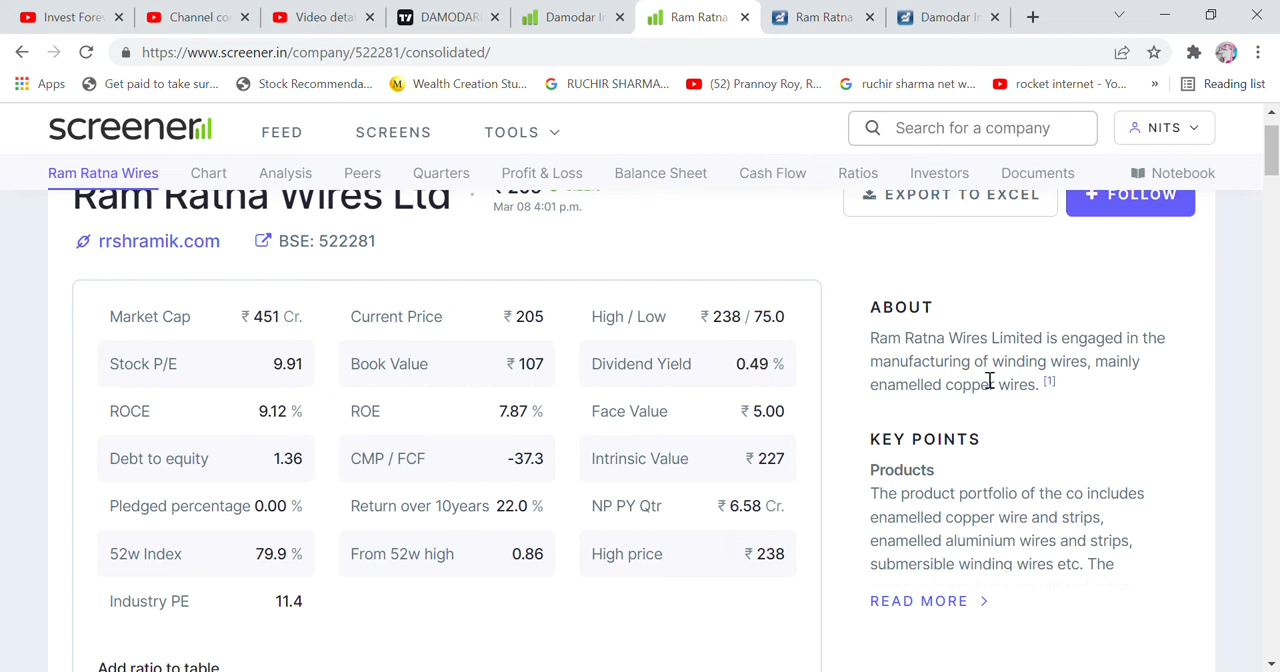 Invest Fore
Channel co
Video detai
DAMODAR
Damodar In
Ram Ratna
Ram Ratna
Damodar In
https://www.screener.in/company/522281/consolidated/
Apps
Get paid to take sur...
Stock Recommenda...
Wealth Creation Stu...
RUCHIR SHARMA...
(52) Prannoy Roy, R...
ruchir sharma net w...
rocket internet - Yo...
»
Reading list
screener
FEED
SCREENS
TOOLS
Search for a company
NITS
Ram Ratna Wires
Chart
Analysis
Peers
Quarters
Profit & Loss
Balance Sheet
Cash Flow
Ratios
Investors
Documents
Notebook
Ram Ratna Wires Ltd
Mar 08 4:01 p.m.
EXPORT TO EXCEL
+ FOLLOW
rrshramik.com
BSE: 522281
Market Cap ₹ 451 Cr.
Current Price ₹ 205
High / Low ₹ 238 / 75.0
Stock P/E 9.91
Book Value ₹ 107
Dividend Yield 0.49 %
ROCE 9.12 %
ROE 7.87 %
Face Value ₹ 5.00
Debt to equity 1.36
CMP / FCF -37.3
Intrinsic Value ₹ 227
Pledged percentage 0.00 %
Return over 10years 22.0 %
NP PY Qtr ₹ 6.58 Cr.
52w Index 79.9 %
From 52w high 0.86
High price ₹ 238
Industry PE 11.4
Add ratio to table
ABOUT
Ram Ratna Wires Limited is engaged in the
manufacturing of winding wires, mainly
enamelled copper wires. [1]
KEY POINTS
Products
The product portfolio of the co includes
enamelled copper wire and strips,
enamelled aluminium wires and strips,
submersible winding wires etc. The
READ MORE